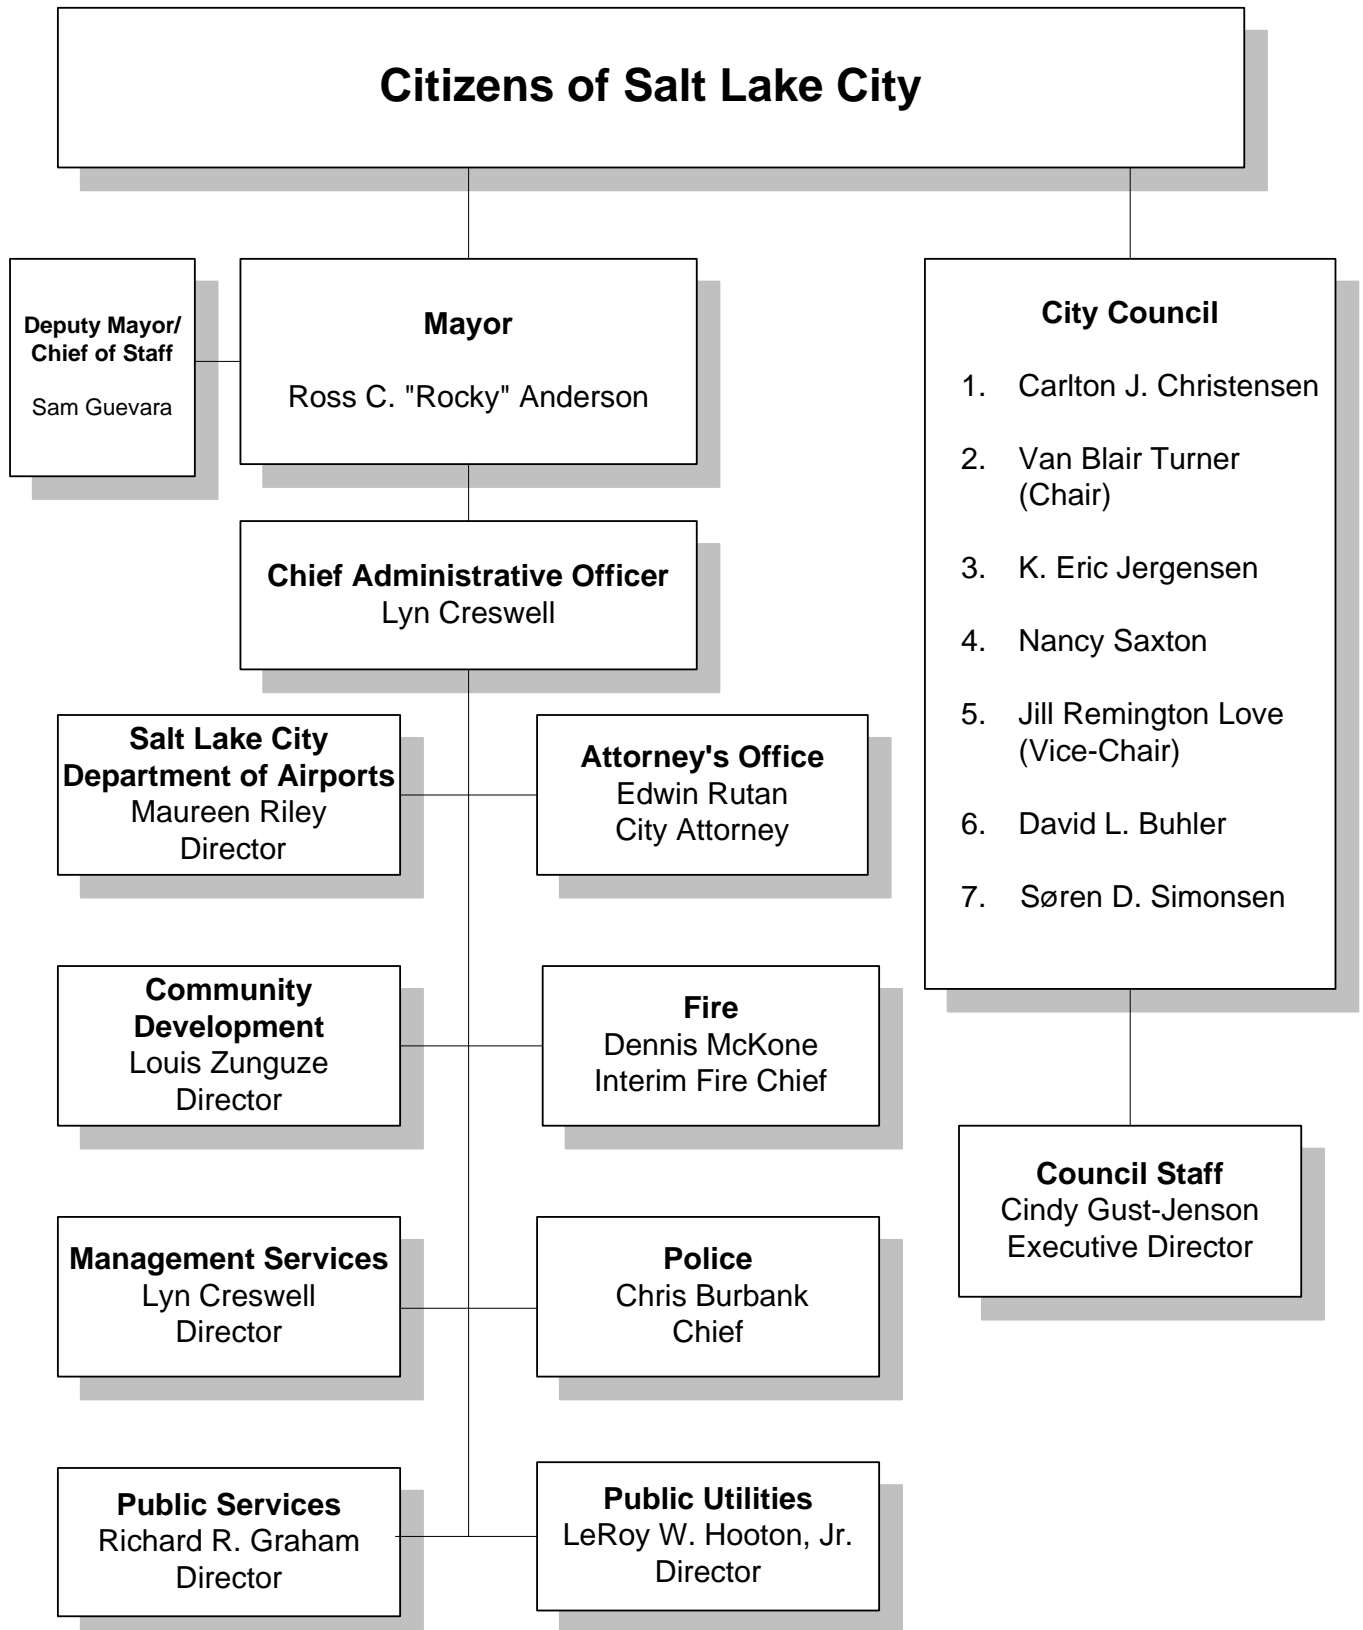 Citizens of Salt Lake City
Deputy Mayor/
Chief of Staff
Sam Guevara
Mayor
Ross C. "Rocky" Anderson
Chief Administrative Officer
Lyn Creswell
Salt Lake City
Department of Airports
Maureen Riley
Director
Attorney's Office
Edwin Rutan
City Attorney
Community
Development
Louis Zunguze
Director
Fire
Dennis McKone
Interim Fire Chief
Management Services
Lyn Creswell
Director
Police
Chris Burbank
Chief
Public Services
Richard R. Graham
Director
Public Utilities
LeRoy W. Hooton, Jr.
Director
City Council
1. Carlton J. Christensen
2. Van Blair Turner
(Chair)
3. K. Eric Jergensen
4. Nancy Saxton
5. Jill Remington Love
(Vice-Chair)
6. David L. Buhler
7. Søren D. Simonsen
Council Staff
Cindy Gust-Jenson
Executive Director